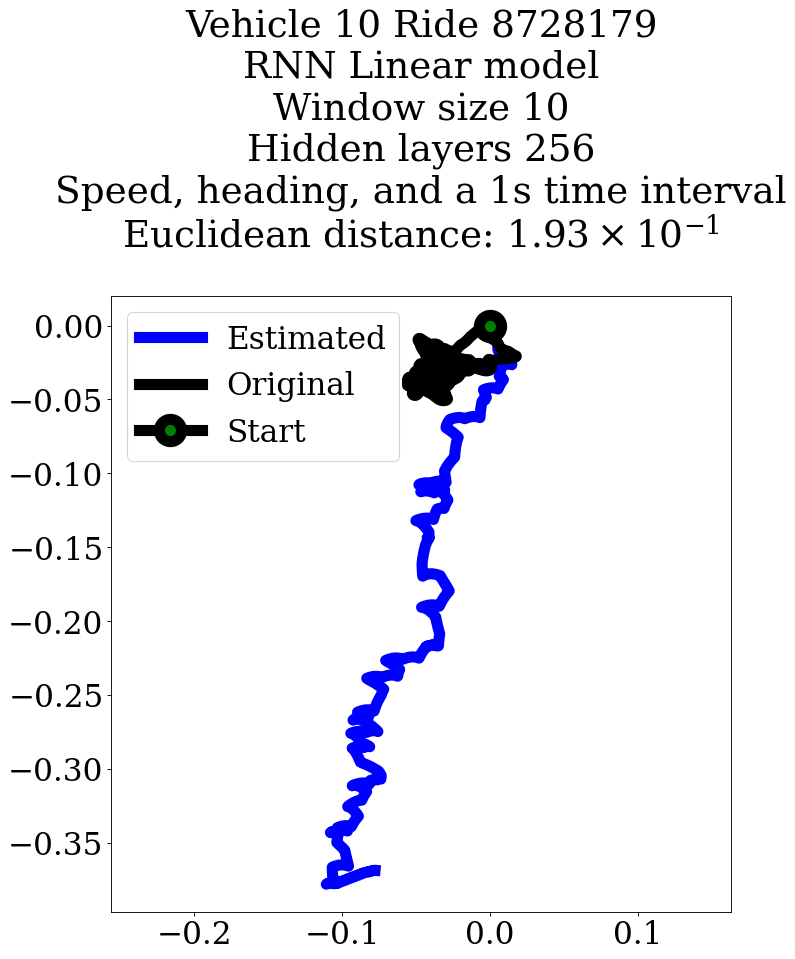 Vehicle 10 Ride 8728179
RNN Linear model
Window size 10
Hidden layers 256
Speed, heading, and a 1s time interval
Euclidean distance: 1.93 × 10⁻¹
Estimated
Original
Start
0.00
−0.05
−0.10
−0.15
−0.20
−0.25
−0.30
−0.35
−0.2 −0.1 0.0 0.1